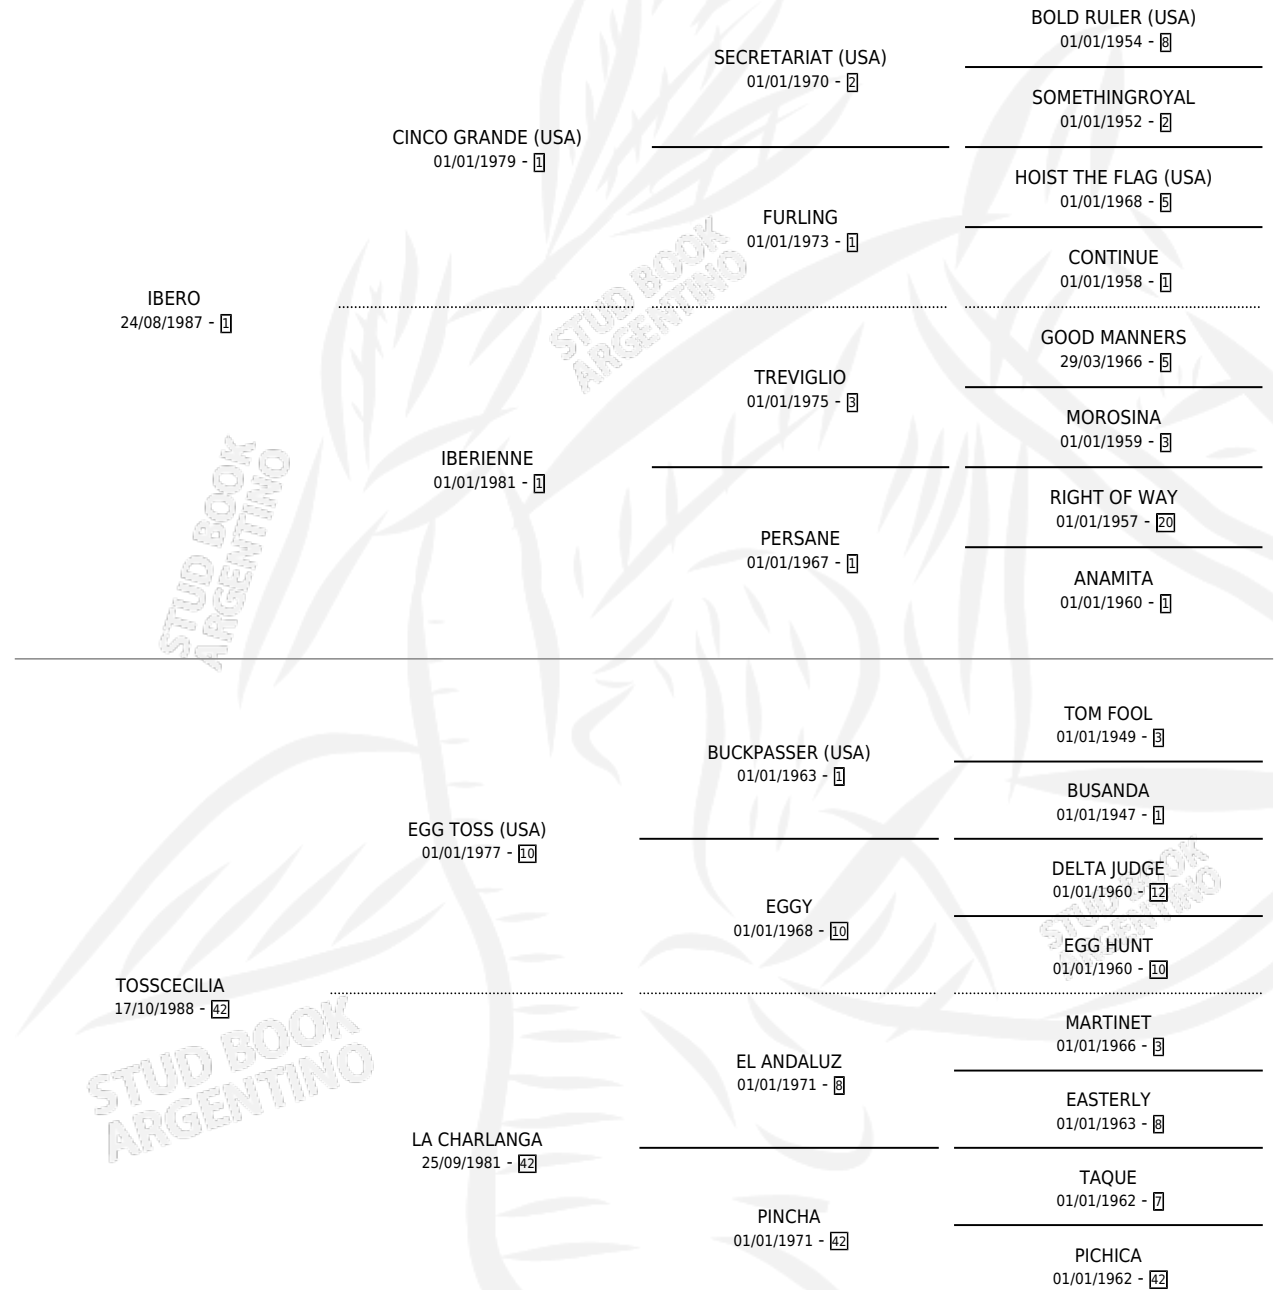 BOLD RULER (USA)
01/01/1954 - 8
SECRETARIAT (USA)
01/01/1970 - 2
SOMETHINGROYAL
01/01/1952 - 2
CINCO GRANDE (USA)
01/01/1979 - 1
HOIST THE FLAG (USA)
01/01/1968 - 5
FURLING
01/01/1973 - 1
CONTINUE
01/01/1958 - 1
IBERO
24/08/1987 - 1
GOOD MANNERS
29/03/1966 - 5
TREVIGLIO
01/01/1975 - 3
MOROSINA
01/01/1959 - 3
IBERIENNE
01/01/1981 - 1
RIGHT OF WAY
01/01/1957 - 20
PERSANE
01/01/1967 - 1
ANAMITA
01/01/1960 - 1
STUD BOOK
ARGENTINO
STUD BOOK
ARGENTINO
TOM FOOL
01/01/1949 - 3
BUCKPASSER (USA)
01/01/1963 - 1
BUSANDA
01/01/1947 - 1
EGG TOSS (USA)
01/01/1977 - 10
DELTA JUDGE
01/01/1960 - 12
EGGY
01/01/1968 - 10
EGG HUNT
01/01/1960 - 10
TOSSCECILIA
17/10/1988 - 42
MARTINET
01/01/1966 - 3
EL ANDALUZ
01/01/1971 - 8
EASTERLY
01/01/1963 - 8
LA CHARLANGA
25/09/1981 - 42
TAQUE
01/01/1962 - 7
PINCHA
01/01/1971 - 42
PICHICA
01/01/1962 - 42
STUD BOOK
ARGENTINO
STUD BOOK
ARGENTINO